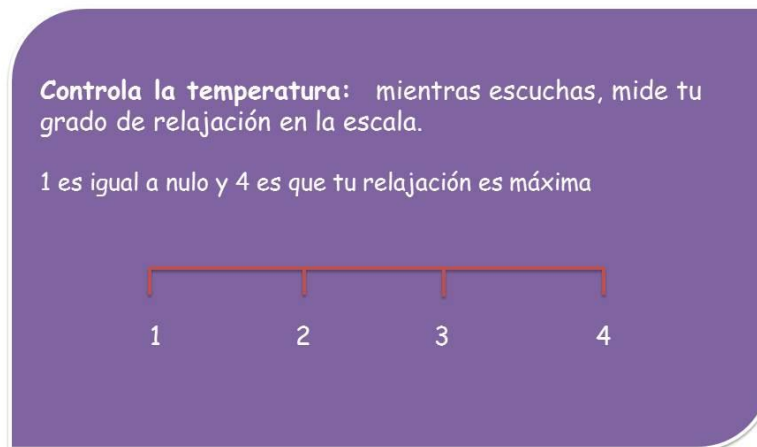 Controla la temperatura: mientras escuchas, mide tu
grado de relajación en la escala.
1 es igual a nulo y 4 es que tu relajación es máxima
1 2 3 4